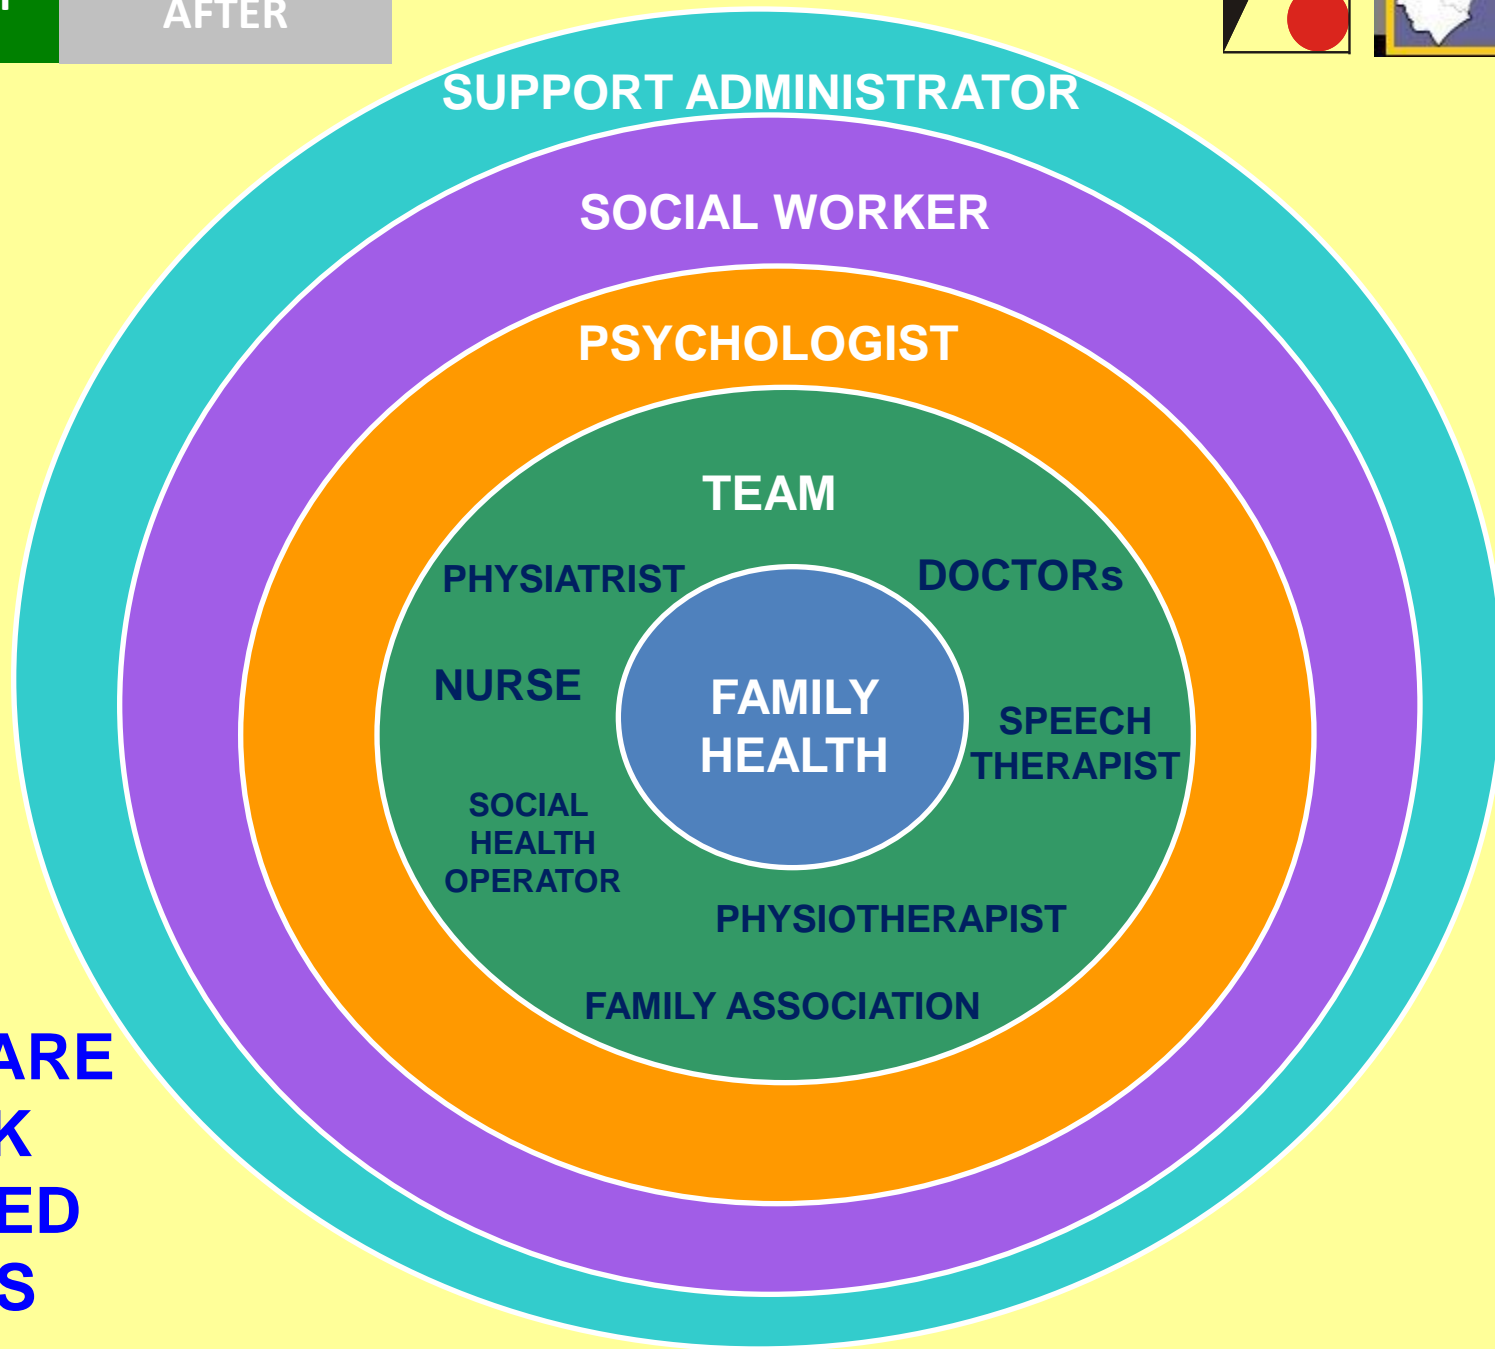 AFTER
SUPPORT ADMINISTRATOR
SOCIAL WORKER
PSYCHOLOGIST
TEAM
PHYSIATRIST
DOCTORs
NURSE
FAMILY
HEALTH
SPEECH
THERAPIST
SOCIAL
HEALTH
OPERATOR
PHYSIOTHERAPIST
FAMILY ASSOCIATION
ARE
K
ED
S